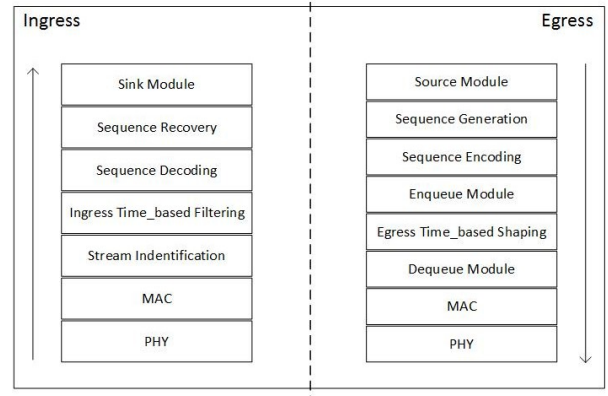 Ingress
Sink Module
Sequence Recovery
Sequence Decoding
Ingress Time_based Filtering
Stream Indentification
MAC
PHY
Egress
Source Module
Sequence Generation
Sequence Encoding
Enqueue Module
Egress Time_based Shaping
Dequeue Module
MAC
PHY